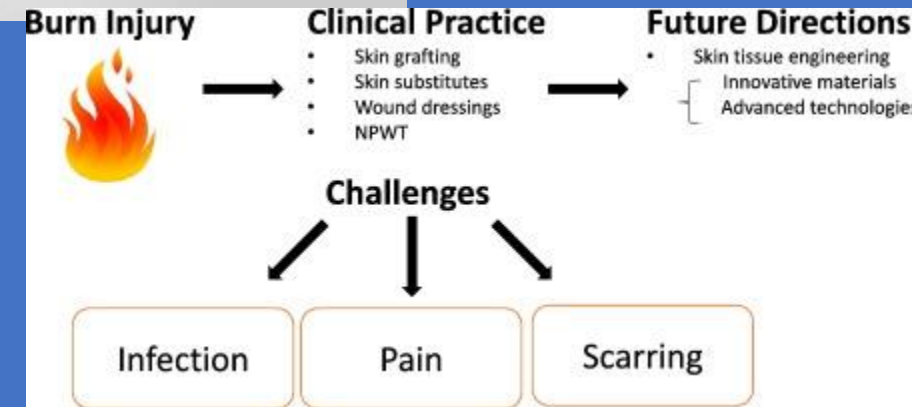 Burn Injury
Clinical Practice
• Skin grafting
• Skin substitutes
• Wound dressings
• NPWT
Future Directions
• Skin tissue engineering
Innovative materials
Advanced technologie
Challenges
Infection
Pain
Scarring